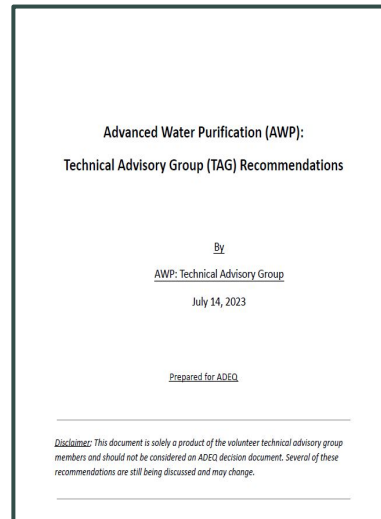 Advanced Water Purification (AWP):
Technical Advisory Group (TAG) Recommendations
By
AWP: Technical Advisory Group
July 14, 2023
Prepared for ADEQ
Disclaimer: This document is solely a product of the volunteer technical advisory group
members and should not be considered an ADEQ decision document. Several of these
recommendations are still being discussed and may change.